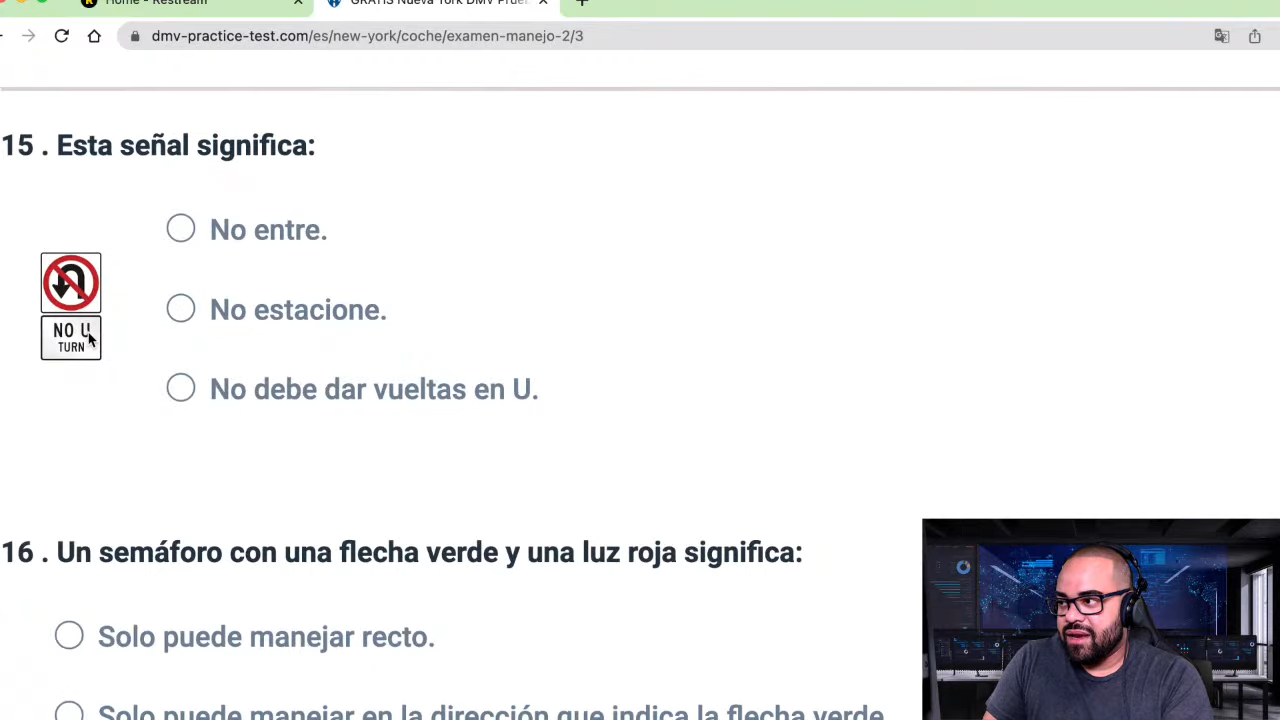 Home - Restream
GRATIS Nueva York DMV Prue
dmv-practice-test.com/es/new-york/coche/examen-manejo-2/3
15 . Esta señal significa:
No entre.
NO U
TURN
No estacione.
No debe dar vueltas en U.
16 . Un semáforo con una flecha verde y una luz roja significa:
Solo puede manejar recto.
Solo puede manejar en la dirección que indica la flecha verde